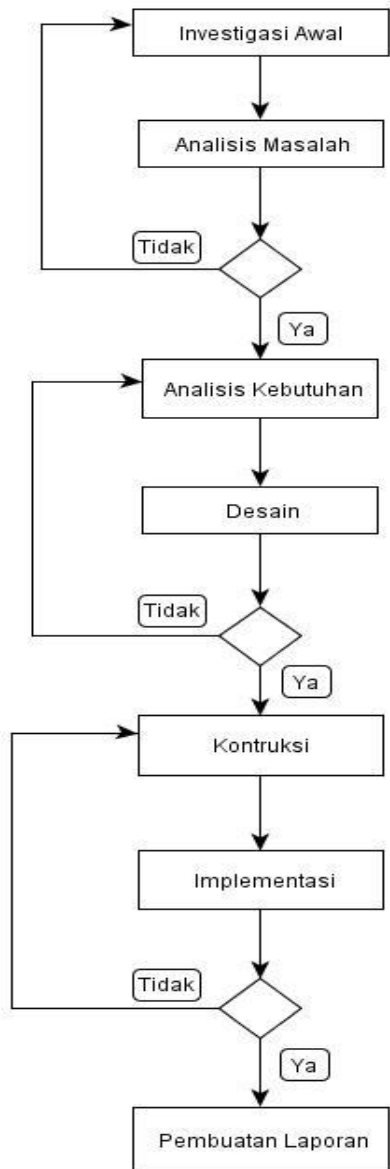 Investigasi Awal
Analisis Masalah
Tidak
Ya
Analisis Kebutuhan
Desain
Tidak
Ya
Kontruksi
Implementasi
Tidak
Ya
Pembuatan Laporan